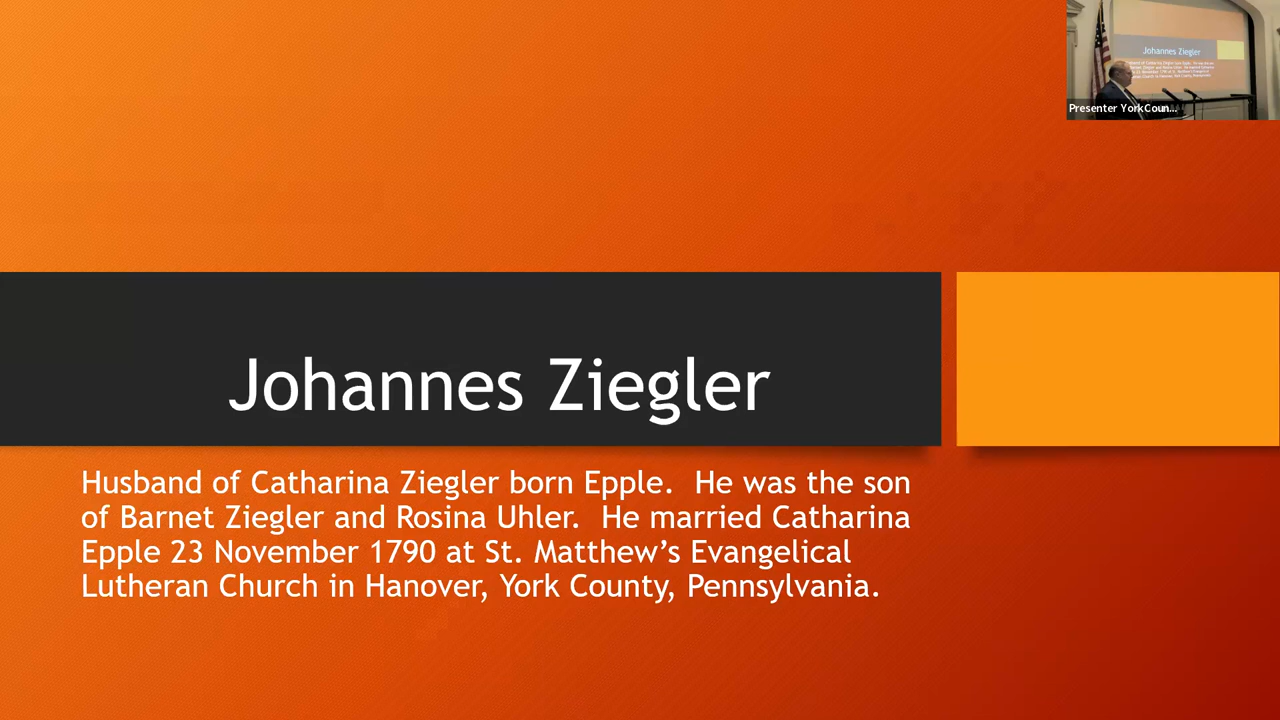 Johannes Ziegler
Presenter YorkCoun...
Johannes Ziegler
Husband of Catharina Ziegler born Epple.  He was the son
of Barnet Ziegler and Rosina Uhler.  He married Catharina
Epple 23 November 1790 at St. Matthew's Evangelical
Lutheran Church in Hanover, York County, Pennsylvania.